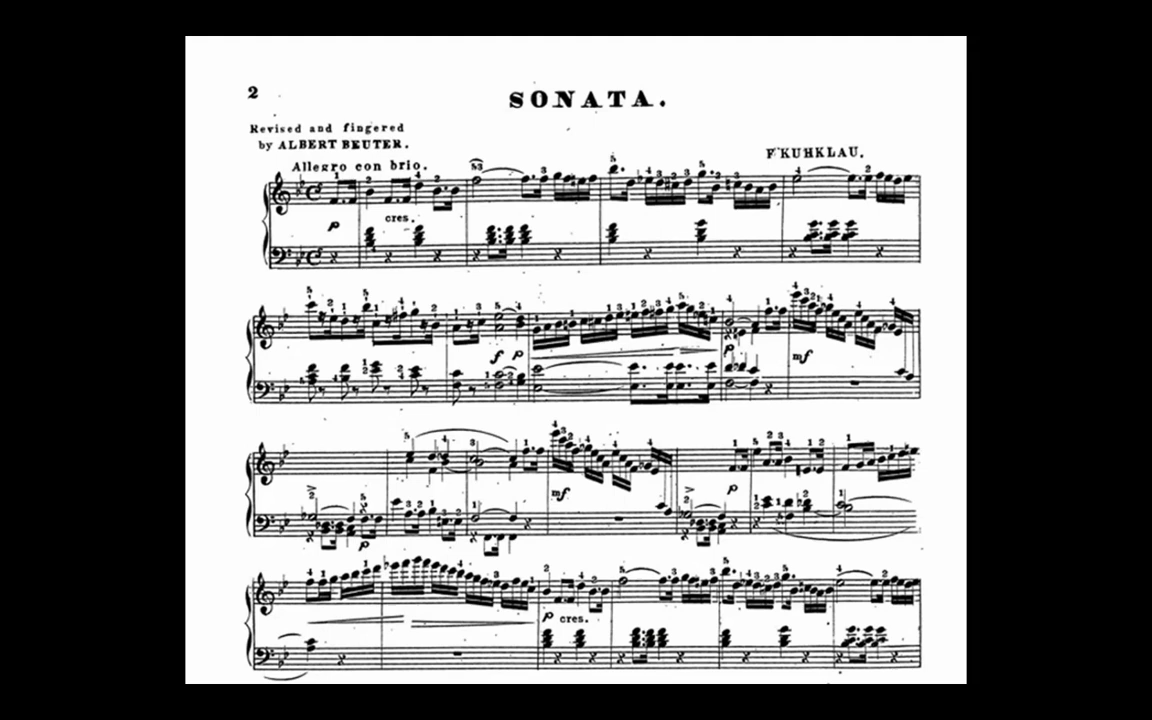 2
SONATA.
Revised and fingered
by ALBERT BEUTER.
F. KUHKLAU.
Allegro con brio.
p
cres.
f p
p
mf
mf
p
p
p cres.